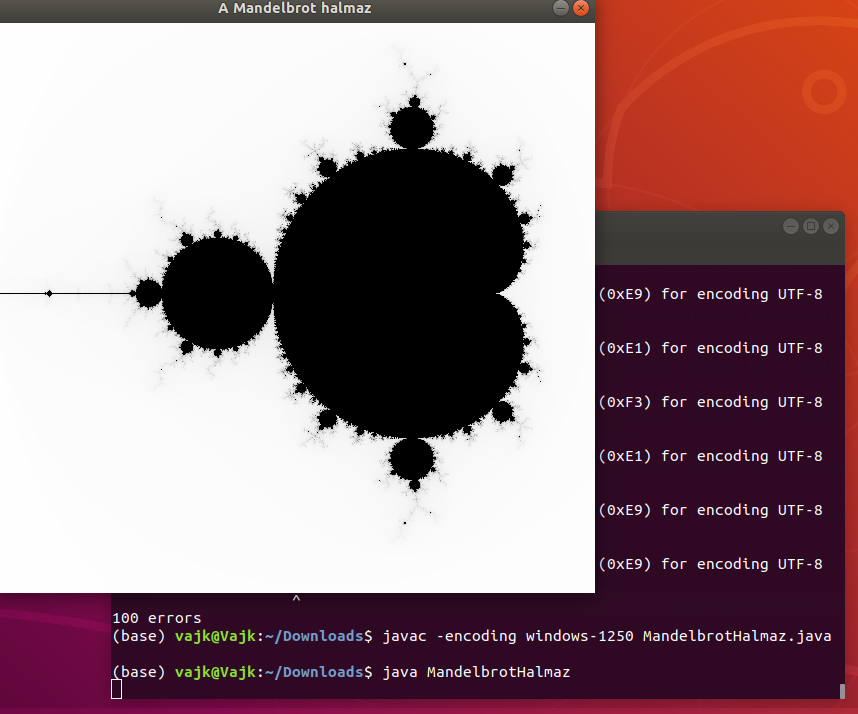 A Mandelbrot halmaz
(0xE9) for encoding UTF-8
(0xE1) for encoding UTF-8
(0xF3) for encoding UTF-8
(0xE1) for encoding UTF-8
(0xE9) for encoding UTF-8
(0xE9) for encoding UTF-8
^
100 errors
(base) vajk@Vajk:~/Downloads$ javac -encoding windows-1250 MandelbrotHalmaz.java
(base) vajk@Vajk:~/Downloads$ java MandelbrotHalmaz